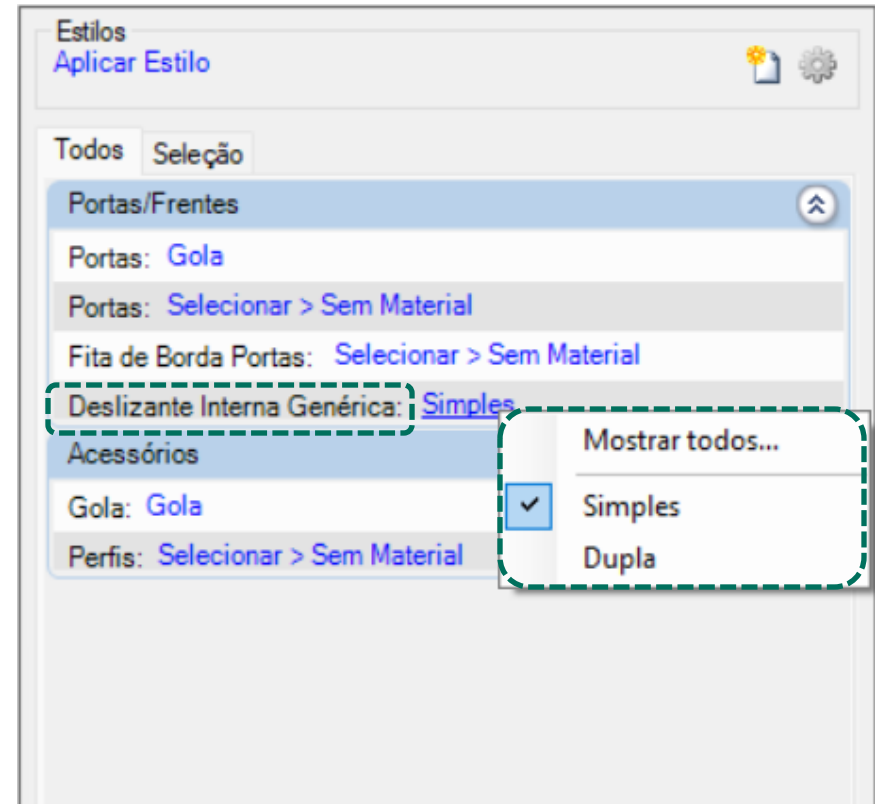 Estilos
Aplicar Estilo
Todos Seleção
Portas/Frentes
Portas: Gola
Portas: Selecionar > Sem Material
Fita de Borda Portas: Selecionar > Sem Material
Deslizante Interna Genérica: Simples
Mostrar todos...
Simples
Dupla
Acessórios
Gola: Gola
Perfis: Selecionar > Sem Material